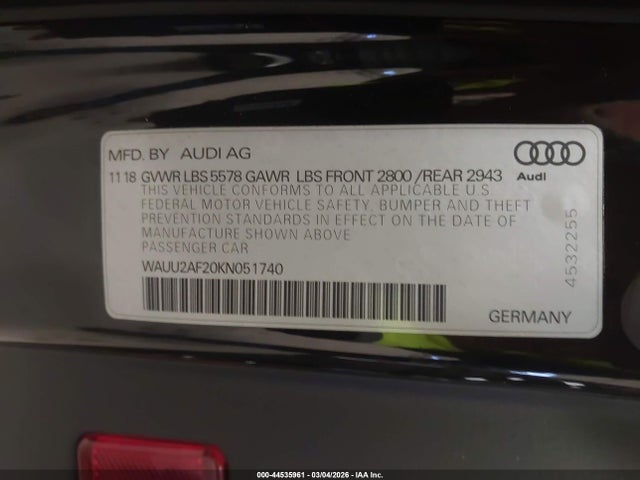 MFD. BY AUDI AG
11 18 GVWR LBS 5578 GAWR LBS FRONT 2800 /REAR 2943
Audi
THIS VEHICLE CONFORMS TO ALL APPLICABLE U.S
FEDERAL MOTOR VEHICLE SAFETY, BUMPER AND THEFT
PREVENTION STANDARDS IN EFFECT ON THE DATE OF
MANUFACTURE SHOWN ABOVE
PASSENGER CAR
WAUU2AF20KN051740
4532255
GERMANY
000-44535961 - 03/04/2026 - IAA Inc.